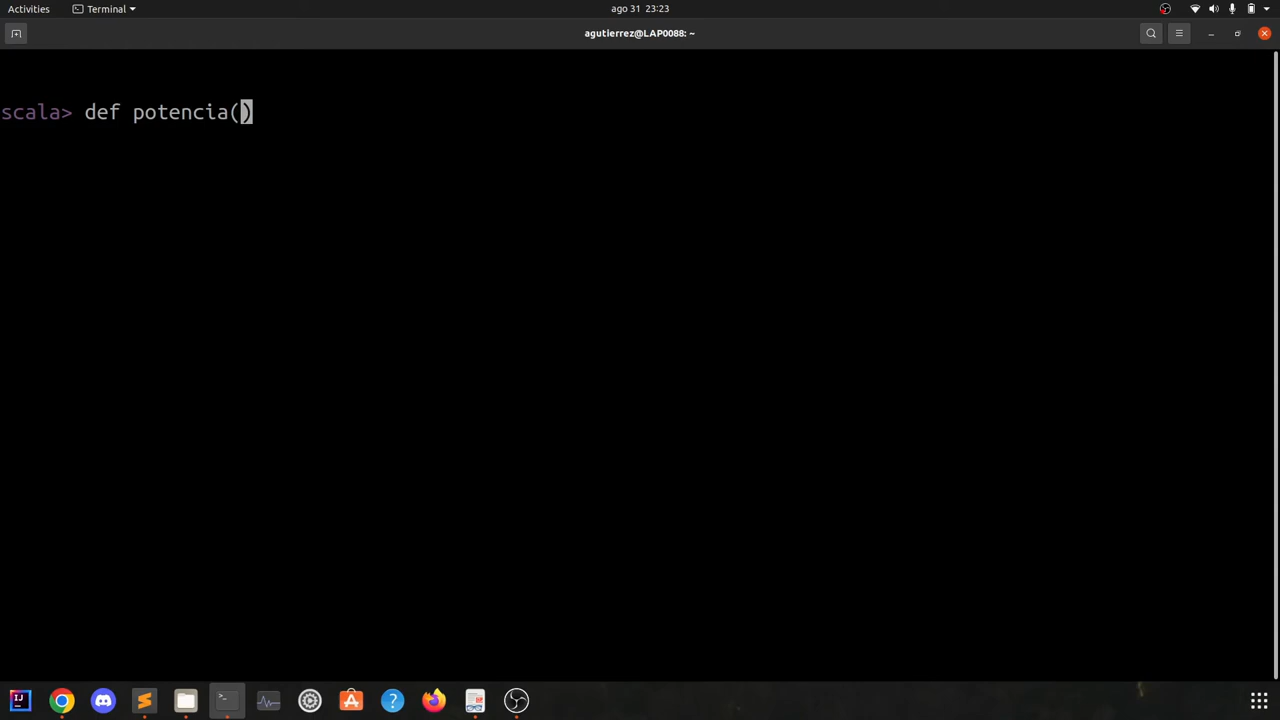 Activities Terminal ago 31 23:23
agutierrez@LAP0088: ~
scala> def potencia()